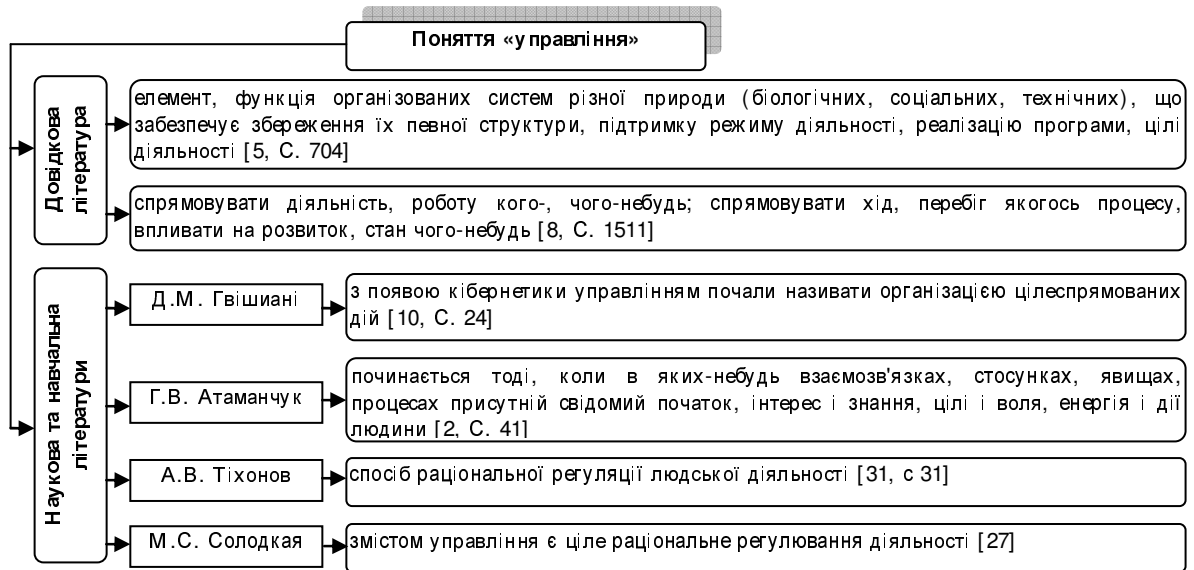 Поняття «управління»
Довідкова
література
елемент, функція організованих систем різної природи (біологічних, соціальних, технічних), що
забезпечує збереження їх певної структури, підтримку режиму діяльності, реалізацію програми, цілі
діяльності [5, С. 704]
спрямовувати діяльність, роботу кого-, чого-небудь; спрямовувати хід, перебіг якогось процесу,
впливати на розвиток, стан чого-небудь [8, С. 1511]
Наукова та навчальна
літератури
Д.М. Гвішиані
з появою кібернетики управлінням почали називати організацією цілеспрямованих
дій [10, С. 24]
Г.В. Атаманчук
починається тоді, коли в яких-небудь взаємозв'язках, стосунках, явищах,
процесах присутній свідомий початок, інтерес і знання, цілі і воля, енергія і дії
людини [2, С. 41]
А.В. Тіхонов
спосіб раціональної регуляції людської діяльності [31, с 31]
М.С. Солодкая
змістом управління є ціле раціональне регулювання діяльності [27]